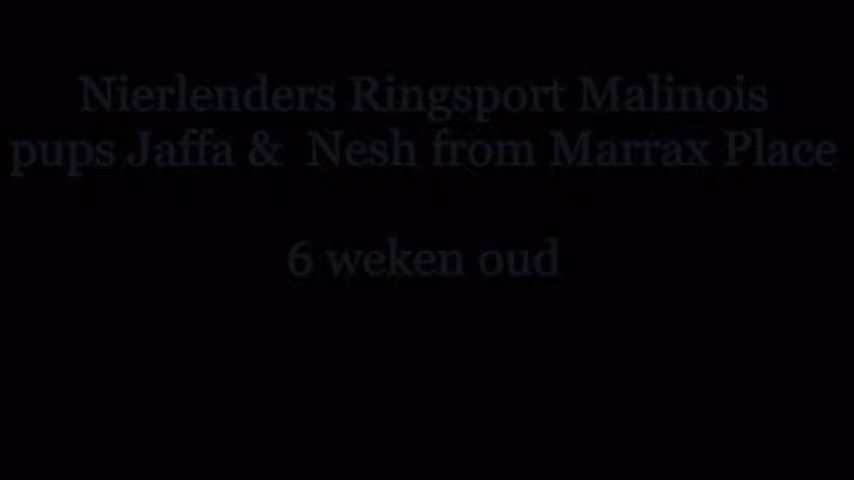 Nierlenders Ringsport Malinois
pups Jaffa & Nesh from Marrax Place
6 weken oud